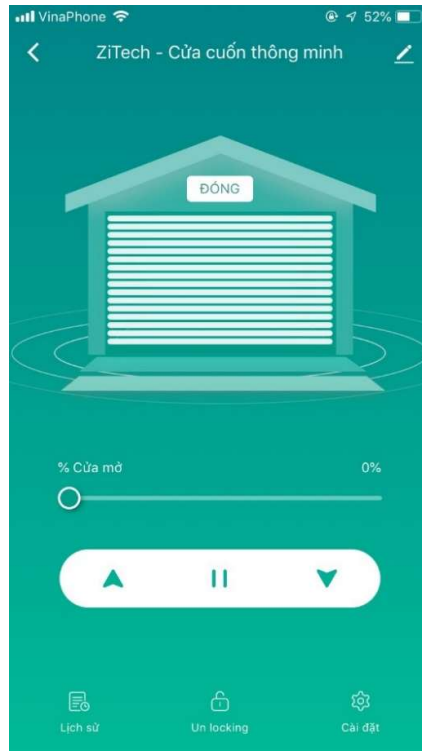 VinaPhone 52%
ZiTech - Cửa cuốn thông minh
ĐÓNG
% Cửa mở 0%
Lịch sử Un locking Cài đặt